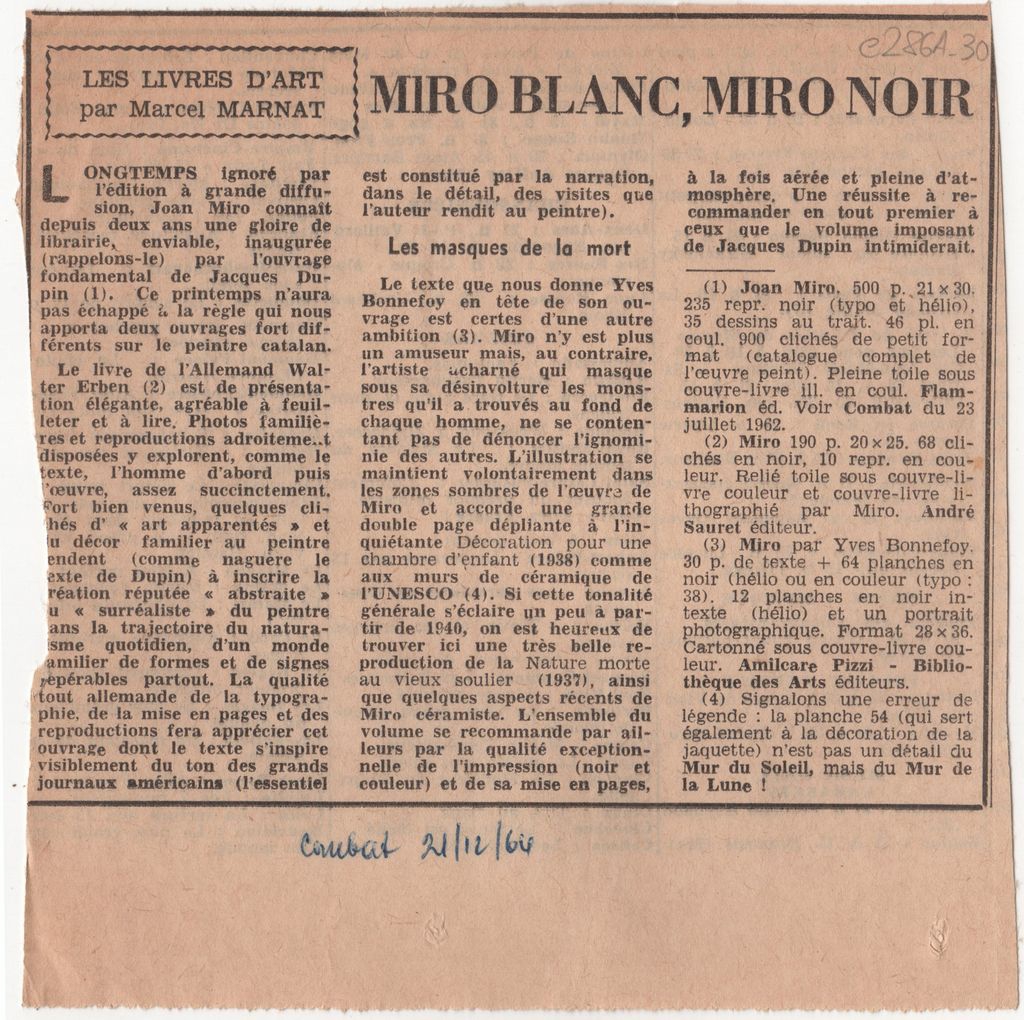 e286A-30
LES LIVRES D'ART
par Marcel MARNAT
MIRO BLANC, MIRO NOIR
LONGTEMPS ignoré par
l'édition à grande diffu-
sion, Joan Miro connaît
depuis deux ans une gloire de
librairie, enviable, inaugurée
(rappelons-le) par l'ouvrage
fondamental de Jacques Du-
pin (1). Ce printemps n'aura
pas échappé à la règle qui nous
apporta deux ouvrages fort dif-
férents sur le peintre catalan.
Le livre de l'Allemand Wal-
ter Erben (2) est de présenta-
tion élégante, agréable à feuil-
leter et à lire. Photos familiè-
res et reproductions adroitement
disposées y explorent, comme le
texte, l'homme d'abord puis
l'œuvre, assez succinctement.
Fort bien venus, quelques cli-
hés d' « art apparentés » et
u décor familier au peintre
endent (comme naguère le
exte de Dupin) à inscrire la
réation réputée « abstraite »
u « surréaliste » du peintre
ans la trajectoire du natura-
sme quotidien, d'un monde
amilier de formes et de signes
repérables partout. La qualité
tout allemande de la typogra-
phie, de la mise en pages et des
reproductions fera apprécier cet
ouvrage dont le texte s'inspire
visiblement du ton des grands
journaux américains (l'essentiel
est constitué par la narration,
dans le détail, des visites que
l'auteur rendit au peintre).
Les masques de la mort
Le texte que nous donne Yves
Bonnefoy en tête de son ou-
vrage est certes d'une autre
ambition (3). Miro n'y est plus
un amuseur mais, au contraire,
l'artiste acharné qui masque
sous sa désinvolture les mons-
tres qu'il a trouvés au fond de
chaque homme, ne se conten-
tant pas de dénoncer l'ignomi-
nie des autres. L'illustration se
maintient volontairement dans
les zones sombres de l'œuvre de
Miro et accorde une grande
double page dépliante à l'in-
quiétante Décoration pour une
chambre d'enfant (1938) comme
aux murs de céramique de
l'UNESCO (4). Si cette tonalité
générale s'éclaire un peu à par-
tir de 1940, on est heureux de
trouver ici une très belle re-
production de la Nature morte
au vieux soulier (1937), ainsi
que quelques aspects récents de
Miro céramiste. L'ensemble du
volume se recommande par ail-
leurs par la qualité exception-
nelle de l'impression (noir et
couleur) et de sa mise en pages,
à la fois aérée et pleine d'at-
mosphère. Une réussite à re-
commander en tout premier à
ceux que le volume imposant
de Jacques Dupin intimiderait.
(1) Joan Miro. 500 p. 21×30.
235 repr. noir (typo et hélio),
35 dessins au trait. 46 pl. en
coul. 900 clichés de petit for-
mat (catalogue complet de
l'œuvre peint). Pleine toile sous
couvre-livre ill. en coul. Flam-
marion éd. Voir Combat du 23
juillet 1962.
(2) Miro 190 p. 20×25. 68 cli-
chés en noir, 10 repr. en cou-
leur. Relié toile sous couvre-li-
vre couleur et couvre-livre li-
thographié par Miro. André
Sauret éditeur.
(3) Miro par Yves Bonnefoy.
30 p. de texte + 64 planches en
noir (hélio ou en couleur (typo :
38). 12 planches en noir in-
texte (hélio) et un portrait
photographique. Format 28×36.
Cartonné sous couvre-livre cou-
leur. Amilcare Pizzi - Biblio-
thèque des Arts éditeurs.
(4) Signalons une erreur de
légende : la planche 54 (qui sert
également à la décoration de la
jaquette) n'est pas un détail du
Mur du Soleil, mais du Mur de
la Lune !
Combat 21/12/64